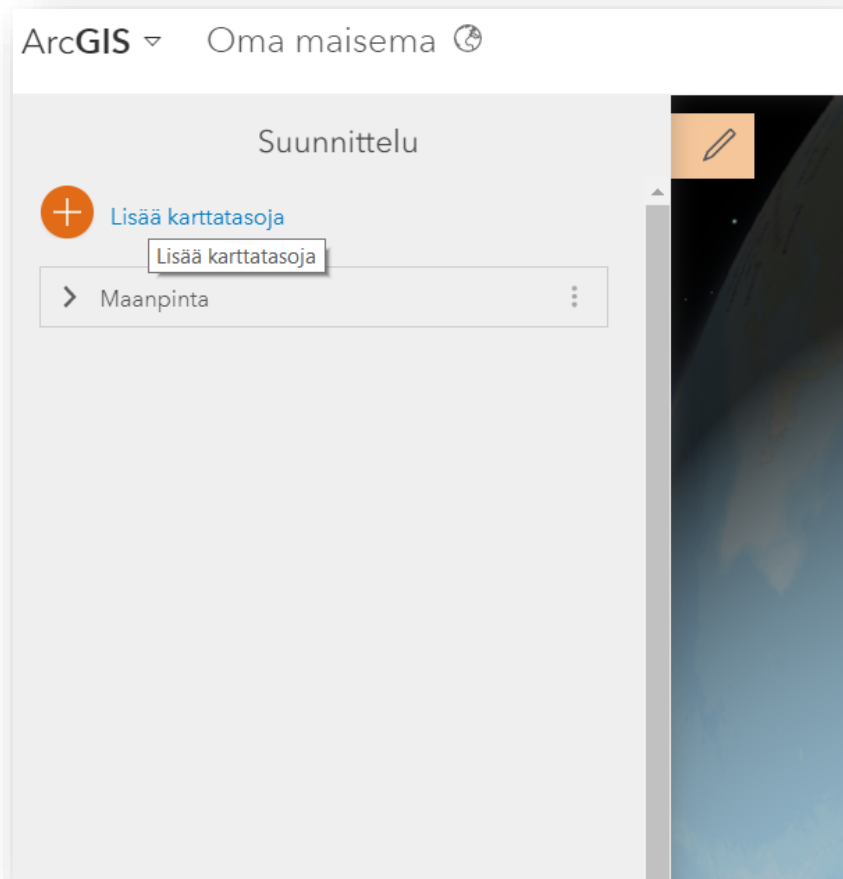 ArcGIS Oma maisema
Suunnittelu
Lisää karttatasoja
Lisää karttatasoja
Maanpinta